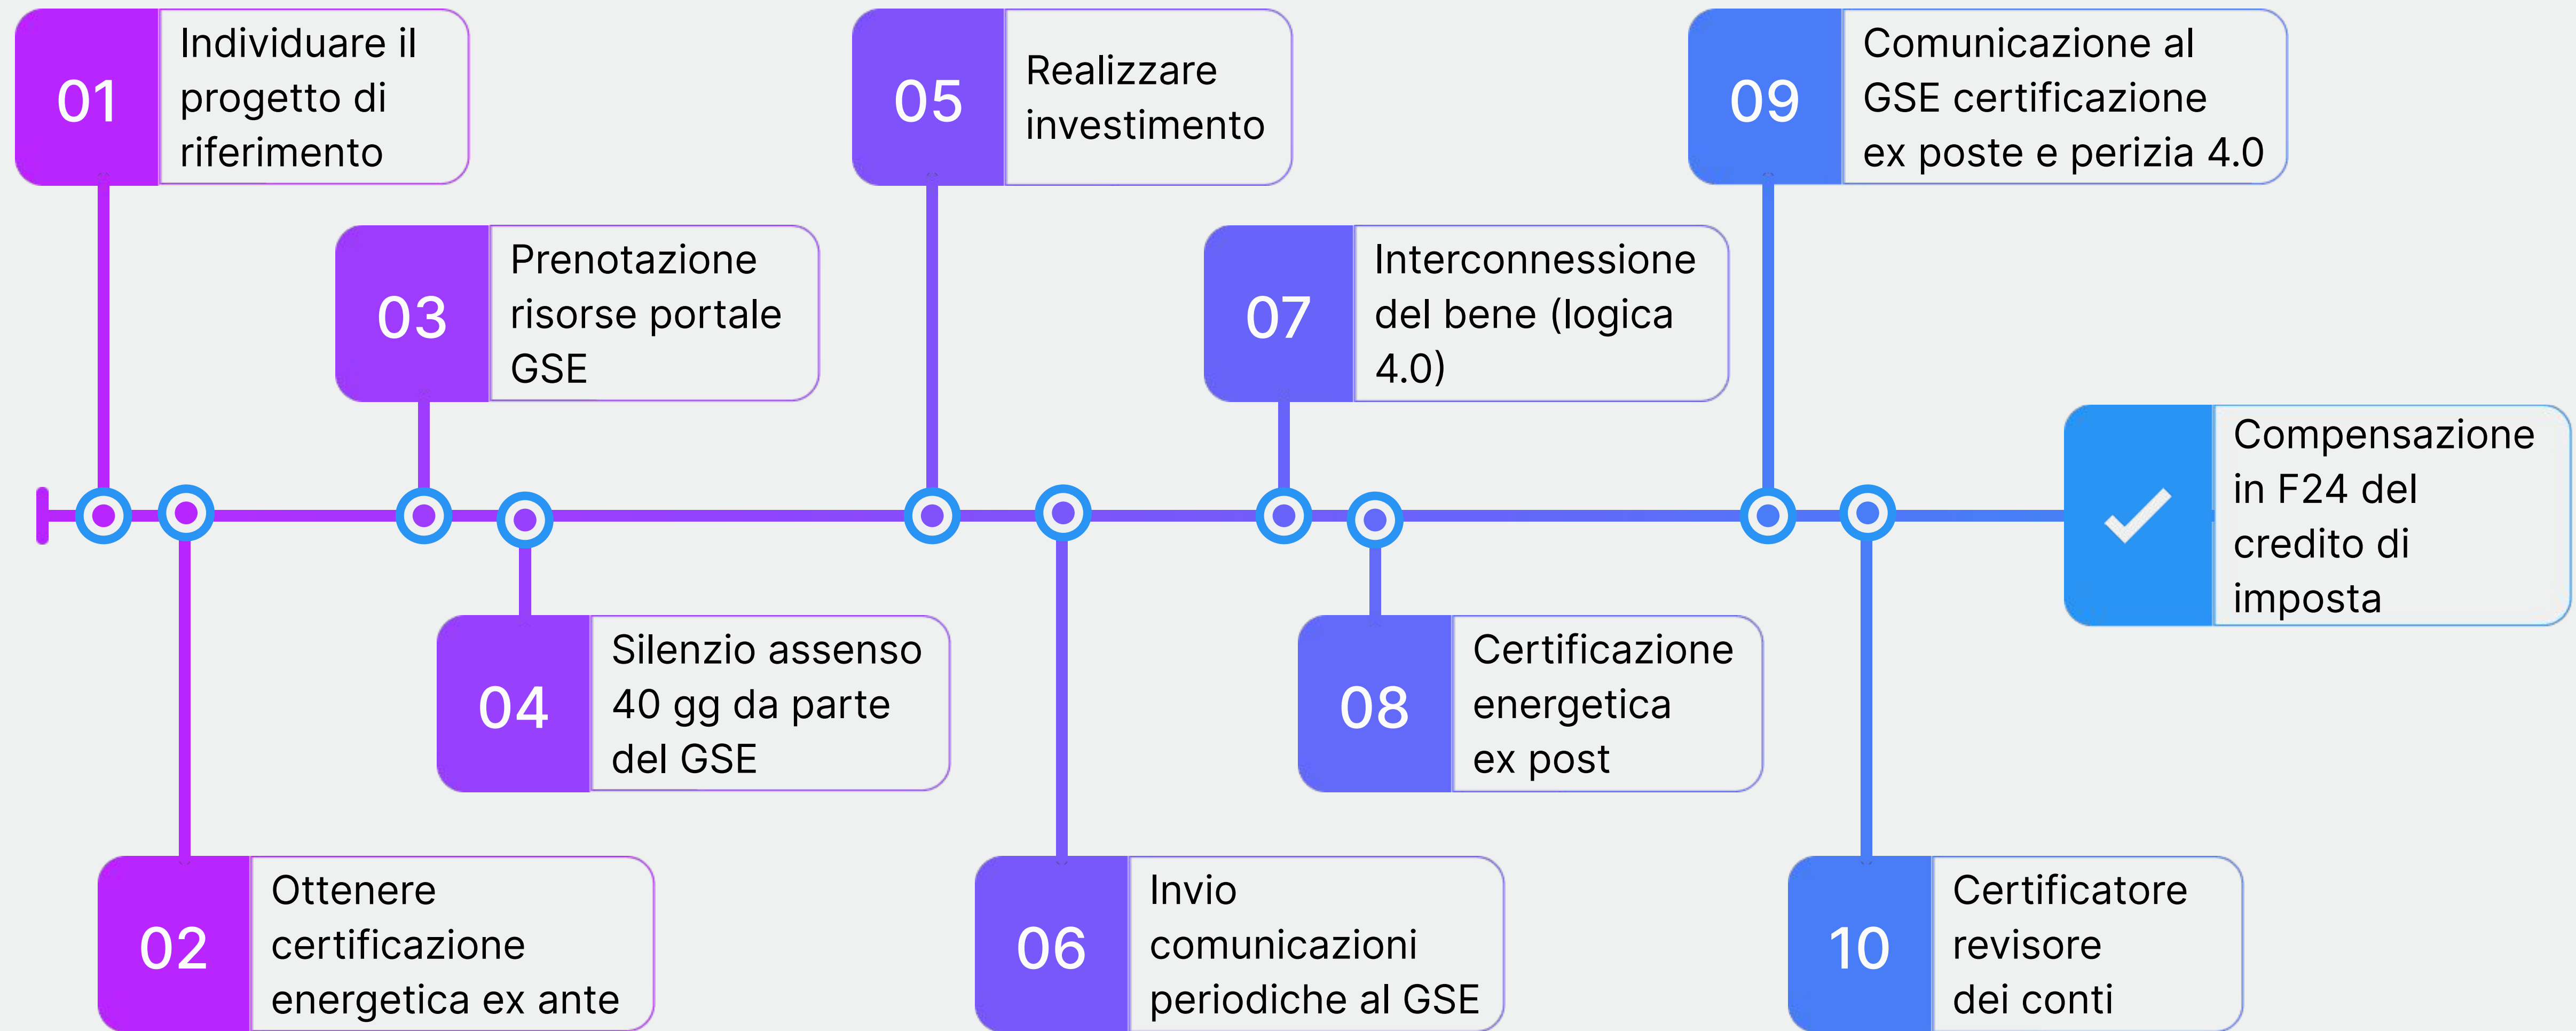 01
Individuare il
progetto di
riferimento
02
Ottenere
certificazione
energetica ex ante
03
Prenotazione
risorse portale
GSE
04
Silenzio assenso
40 gg da parte
del GSE
05
Realizzare
investimento
06
Invio
comunicazioni
periodiche al GSE
07
Interconnessione
del bene (logica
4.0)
08
Certificazione
energetica
ex post
09
Comunicazione al
GSE certificazione
ex poste e perizia 4.0
10
Certificatore
revisore
dei conti
Compensazione
in F24 del
credito di
imposta